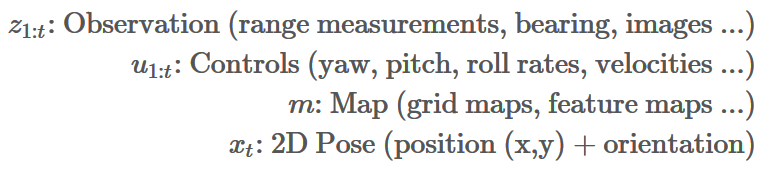 z₁:ₜ: Observation (range measurements, bearing, images ...)
u₁:ₜ: Controls (yaw, pitch, roll rates, velocities ...)
m: Map (grid maps, feature maps ...)
xₜ: 2D Pose (position (x,y) + orientation)